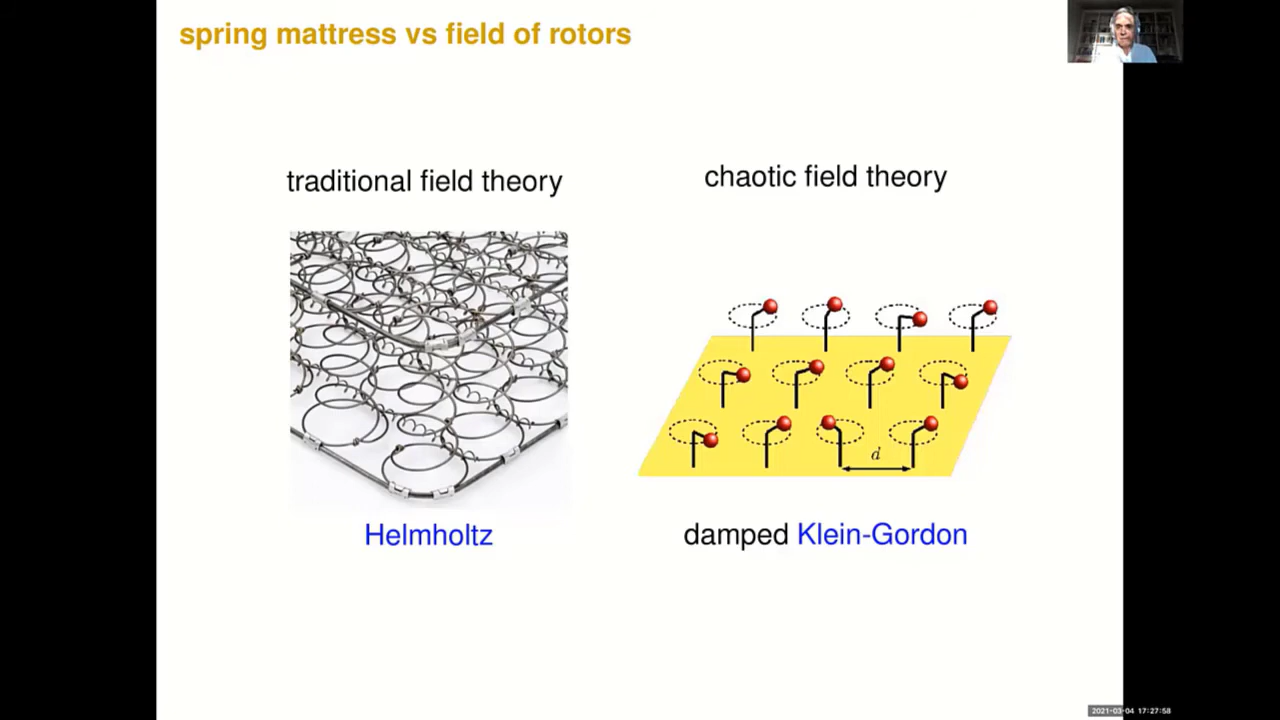 spring mattress vs field of rotors
traditional field theory
chaotic field theory
d
Helmholtz
damped Klein-Gordon
2021-03-04 17:27:58